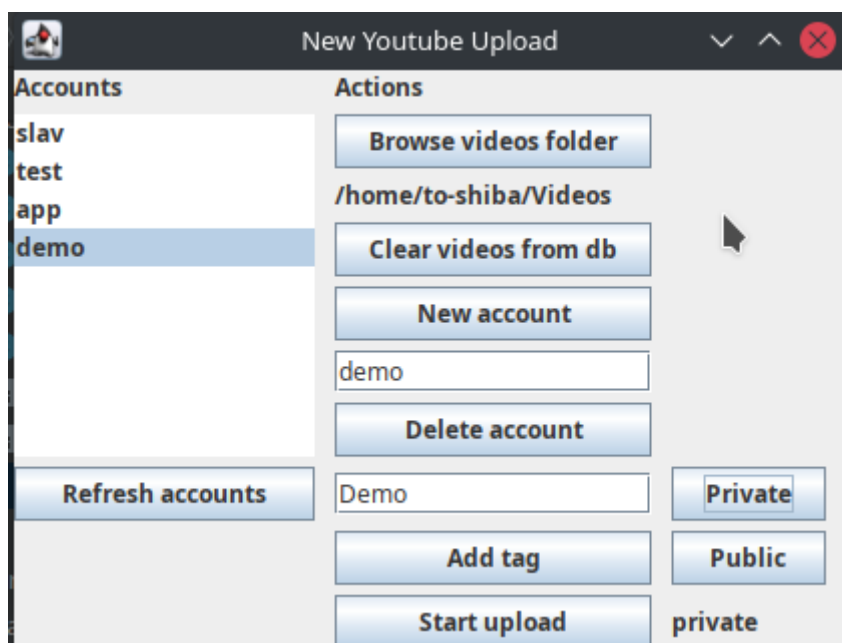 New Youtube Upload
Accounts
slav
test
app
demo
Refresh accounts
Actions
Browse videos folder
/home/to-shiba/Videos
Clear videos from db
New account
demo
Delete account
Demo
Add tag
Start upload
Private
Public
private